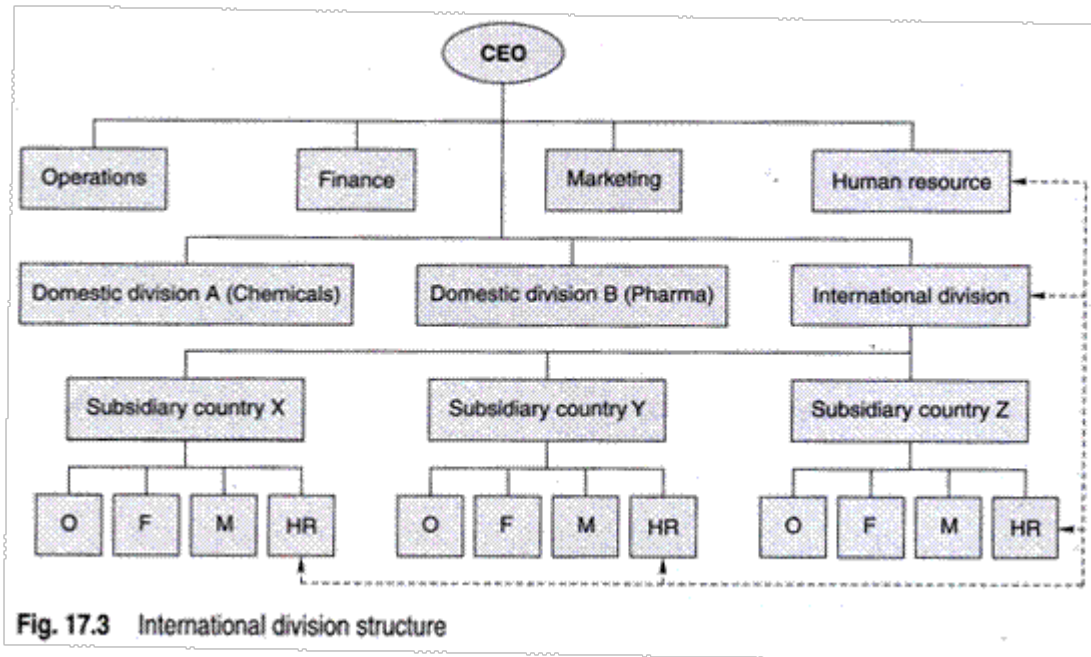 CEO
Operations
Finance
Marketing
Human resource
Domestic division A (Chemicals)
Domestic division B (Pharma)
International division
Subsidiary country X
Subsidiary country Y
Subsidiary country Z
O
F
M
HR
O
F
M
HR
O
F
M
HR
Fig. 17.3 International division structure